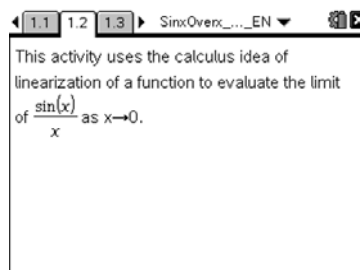 1.1 1.2 1.3 SinxOverx_..._EN
This activity uses the calculus idea of
linearization of a function to evaluate the limit
of sin(x)/x as x→0.